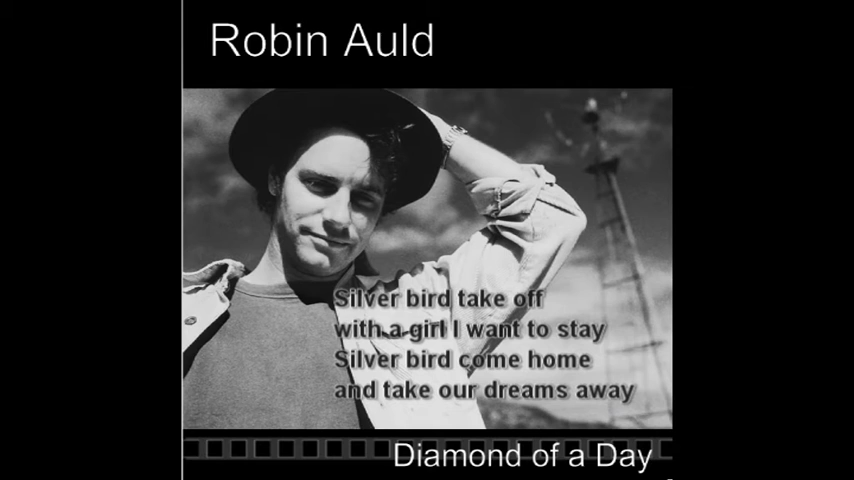 Robin Auld
Silver bird take off
with a girl I want to stay
Silver bird come home
and take our dreams away
Diamond of a Day